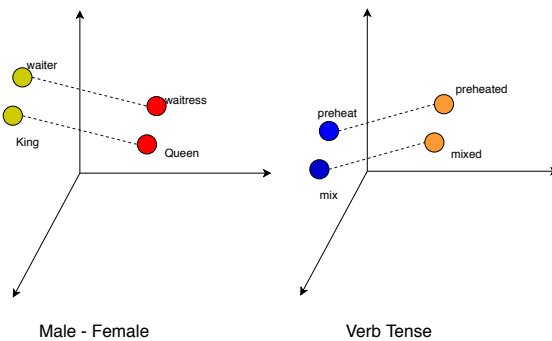 waiter
waitress
King
Queen
Male - Female
preheated
preheat
mixed
mix
Verb Tense